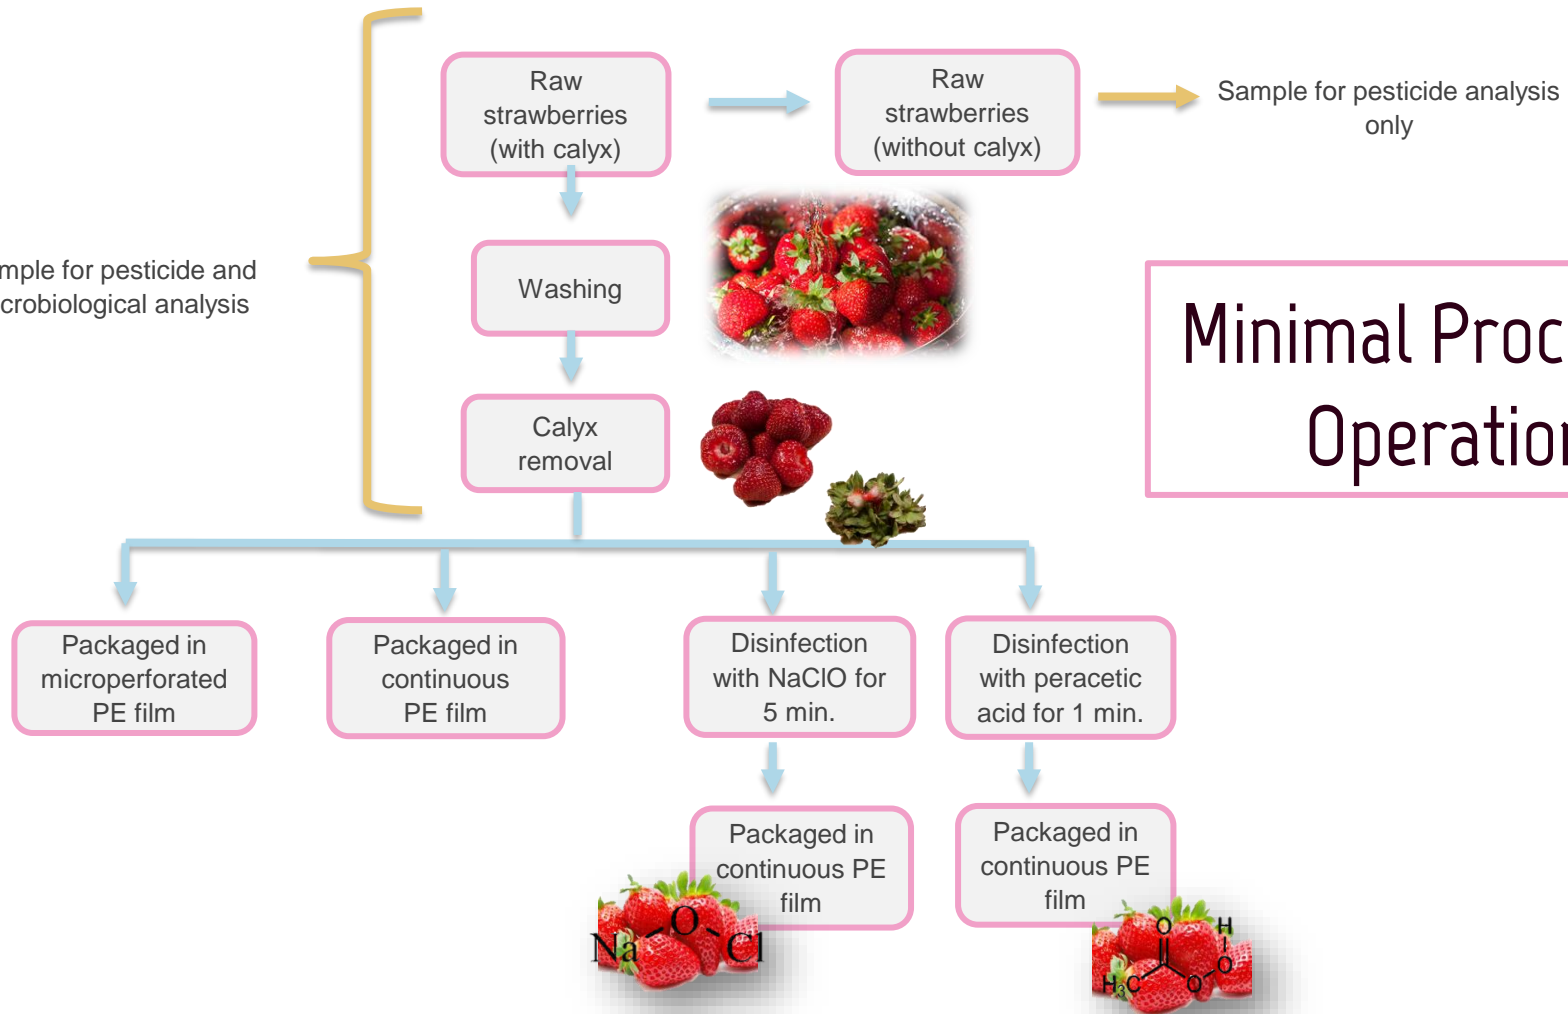 Raw
strawberries
(with calyx)
Raw
strawberries
(without calyx)
Sample for pesticide analysis
only
mple for pesticide and
crobiological analysis
Washing
Minimal Proc
Operation
Calyx
removal
Packaged in
microperforated
PE film
Packaged in
continuous
PE film
Disinfection
with NaClO for
5 min.
Disinfection
with peracetic
acid for 1 min.
Packaged in
continuous PE
film
Packaged in
continuous PE
film
Na O Cl
O H
O
H₃C O